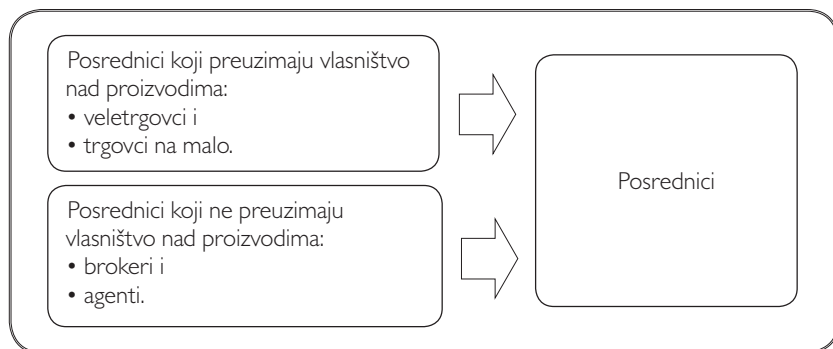 Posrednici koji preuzimaju vlasništvo
nad proizvodima:
• veletrgovci i
• trgovci na malo.
Posrednici koji ne preuzimaju
vlasništvo nad proizvodima:
• brokeri i
• agenti.
Posrednici